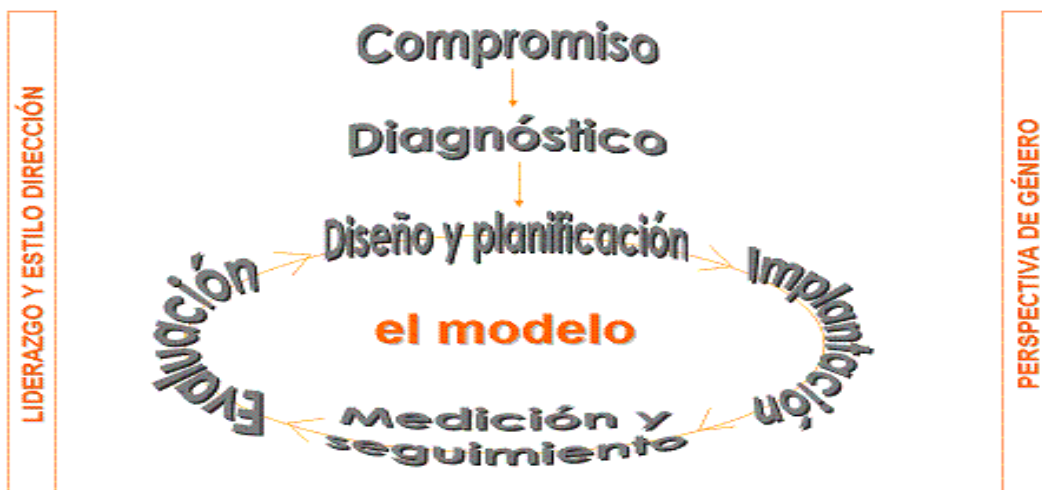 LIDERAZGO Y ESTILO DIRECCIÓN
Compromiso
Diagnóstico
Diseño y planificación
Implantación
Medición y
seguimiento
Evaluación
el modelo
PERSPECTIVA DE GÉNERO